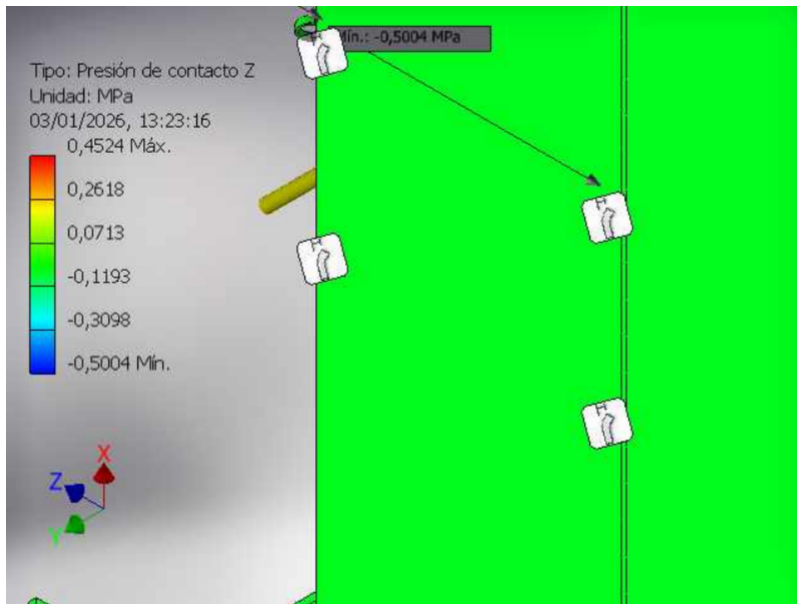 Mín.: -0,5004 MPa
Tipo: Presión de contacto Z
Unidad: MPa
03/01/2026, 13:23:16
0,4524 Máx.
0,2618
0,0713
-0,1193
-0,3098
-0,5004 Mín.
X
Z
Y